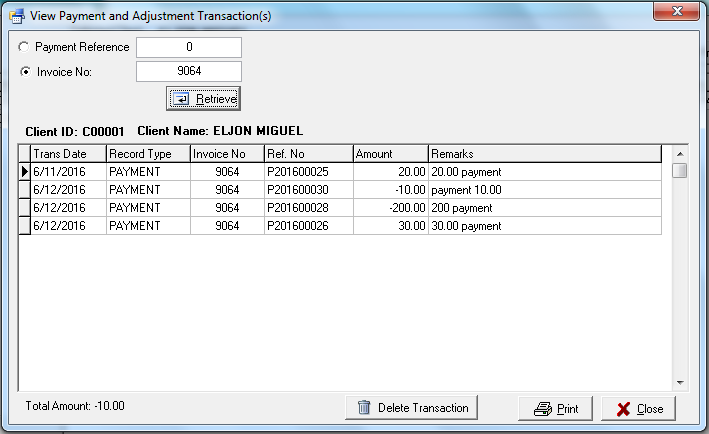 View Payment and Adjustment Transaction(s)
Payment Reference 0
Invoice No: 9064
Retrieve
Client ID: C00001 Client Name: ELJON MIGUEL
Trans Date Record Type Invoice No Ref. No Amount Remarks
6/11/2016 PAYMENT 9064 P201600025 20.00 20.00 payment
6/12/2016 PAYMENT 9064 P201600030 -10.00 payment 10.00
6/12/2016 PAYMENT 9064 P201600028 -200.00 200 payment
6/12/2016 PAYMENT 9064 P201600026 30.00 30.00 payment
Total Amount: -10.00 Delete Transaction Print Close